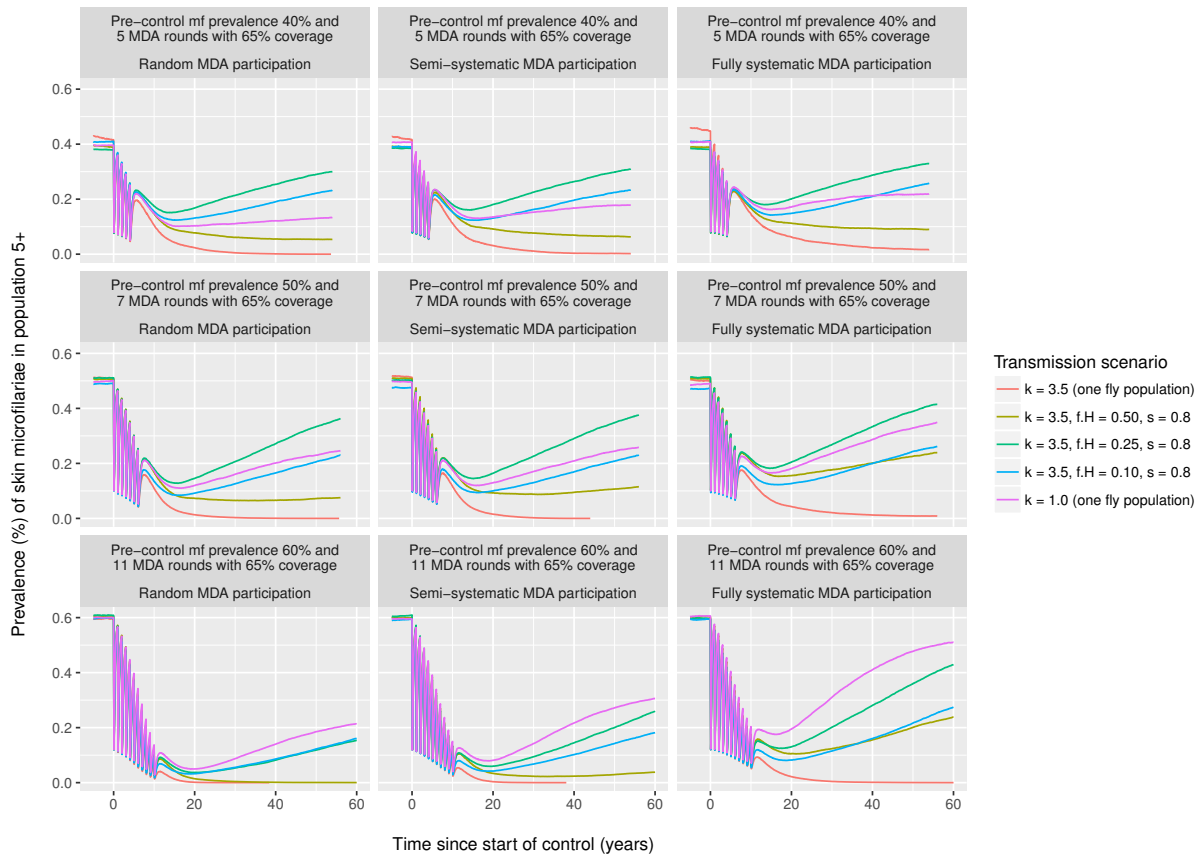 Pre−control mf prevalence 40% and
5 MDA rounds with 65% coverage
Random MDA participation
Pre−control mf prevalence 40% and
5 MDA rounds with 65% coverage
Semi−systematic MDA participation
Pre−control mf prevalence 40% and
5 MDA rounds with 65% coverage
Fully systematic MDA participation
0.6
0.4
0.2
0.0
Pre−control mf prevalence 50% and
7 MDA rounds with 65% coverage
Random MDA participation
Pre−control mf prevalence 50% and
7 MDA rounds with 65% coverage
Semi−systematic MDA participation
Pre−control mf prevalence 50% and
7 MDA rounds with 65% coverage
Fully systematic MDA participation
0.6
0.4
0.2
0.0
Pre−control mf prevalence 60% and
11 MDA rounds with 65% coverage
Random MDA participation
Pre−control mf prevalence 60% and
11 MDA rounds with 65% coverage
Semi−systematic MDA participation
Pre−control mf prevalence 60% and
11 MDA rounds with 65% coverage
Fully systematic MDA participation
0.6
0.4
0.2
0.0
0 20 40 60
0 20 40 60
0 20 40 60
Time since start of control (years)
Prevalence (%) of skin microfilariae in population 5+
Transmission scenario
k = 3.5 (one fly population)
k = 3.5, f.H = 0.50, s = 0.8
k = 3.5, f.H = 0.25, s = 0.8
k = 3.5, f.H = 0.10, s = 0.8
k = 1.0 (one fly population)